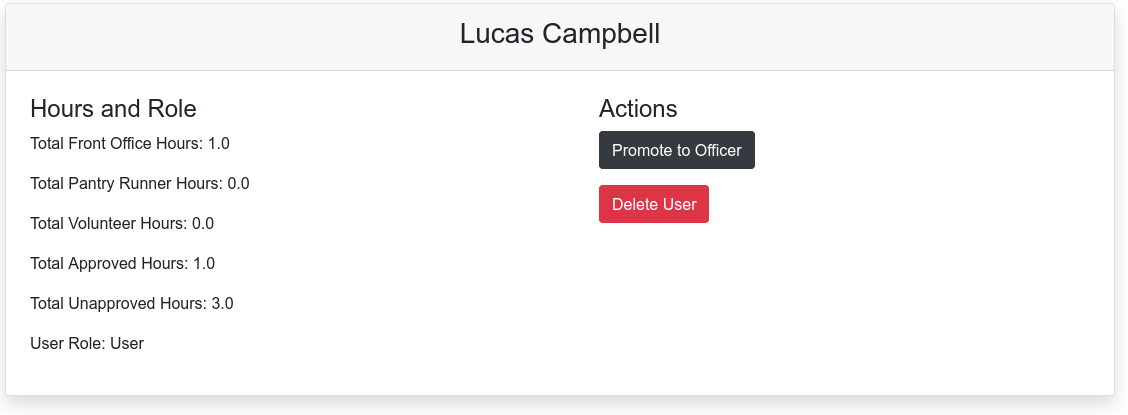 Lucas Campbell
Hours and Role
Total Front Office Hours: 1.0
Total Pantry Runner Hours: 0.0
Total Volunteer Hours: 0.0
Total Approved Hours: 1.0
Total Unapproved Hours: 3.0
User Role: User
Actions
Promote to Officer
Delete User